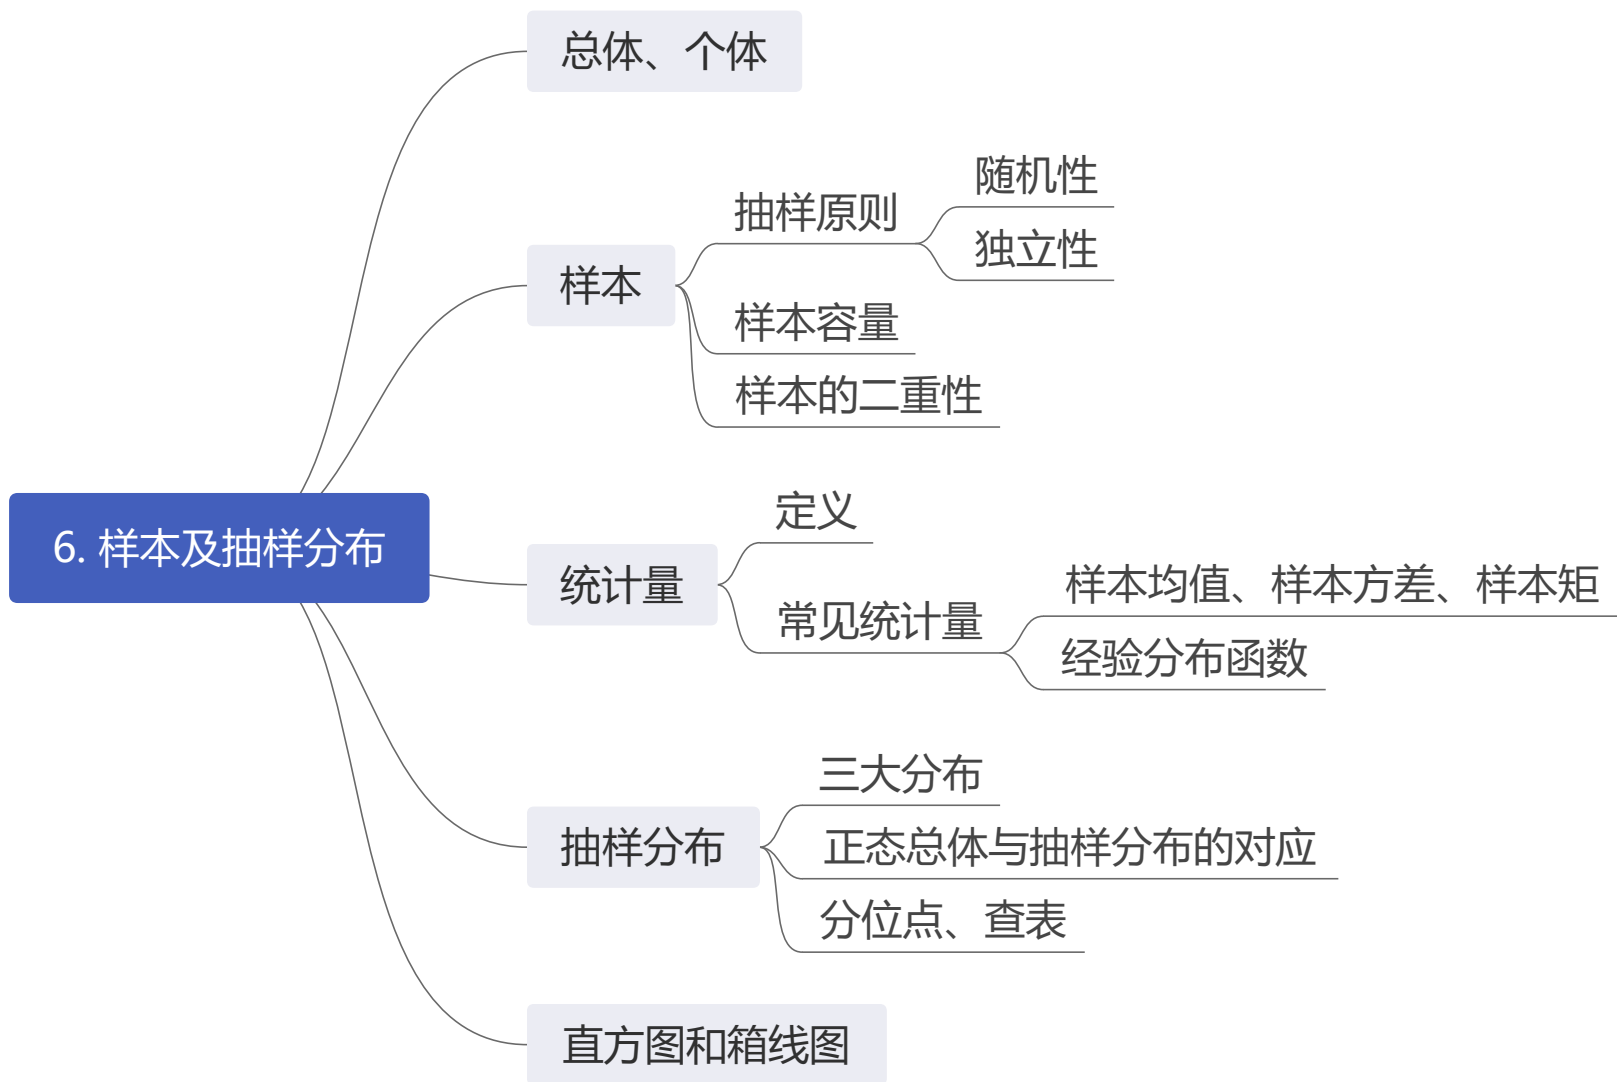 总体、个体
随机性
抽样原则
独立性
样本
样本容量
样本的二重性
6. 样本及抽样分布
定义
统计量
样本均值、样本方差、样本矩
常见统计量
经验分布函数
三大分布
抽样分布
正态总体与抽样分布的对应
分位点、查表
直方图和箱线图